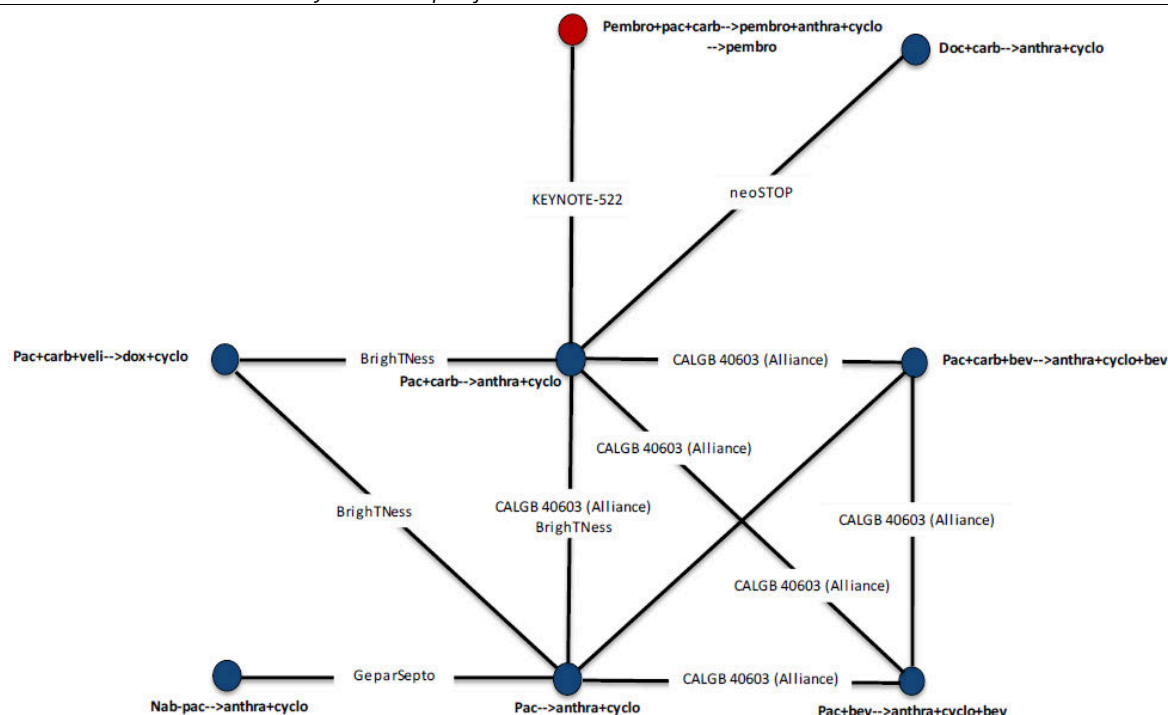 Pembro+pac+carb-->pembro+anthra+cyclo
-->pembro
Doc+carb-->anthra+cyclo
KEYNOTE-522
neoSTOP
Pac+carb+veli-->dox+cyclo
BrighTNess
CALGB 40603 (Alliance)
Pac+carb+bev-->anthra+cyclo+bev
Pac+carb-->anthra+cyclo
CALGB 40603 (Alliance)
BrighTNess
CALGB 40603 (Alliance)
BrighTNess
CALGB 40603 (Alliance)
CALGB 40603 (Alliance)
GeparSepto
CALGB 40603 (Alliance)
Nab-pac-->anthra+cyclo
Pac-->anthra+cyclo
Pac+bev-->anthra+cyclo+bev